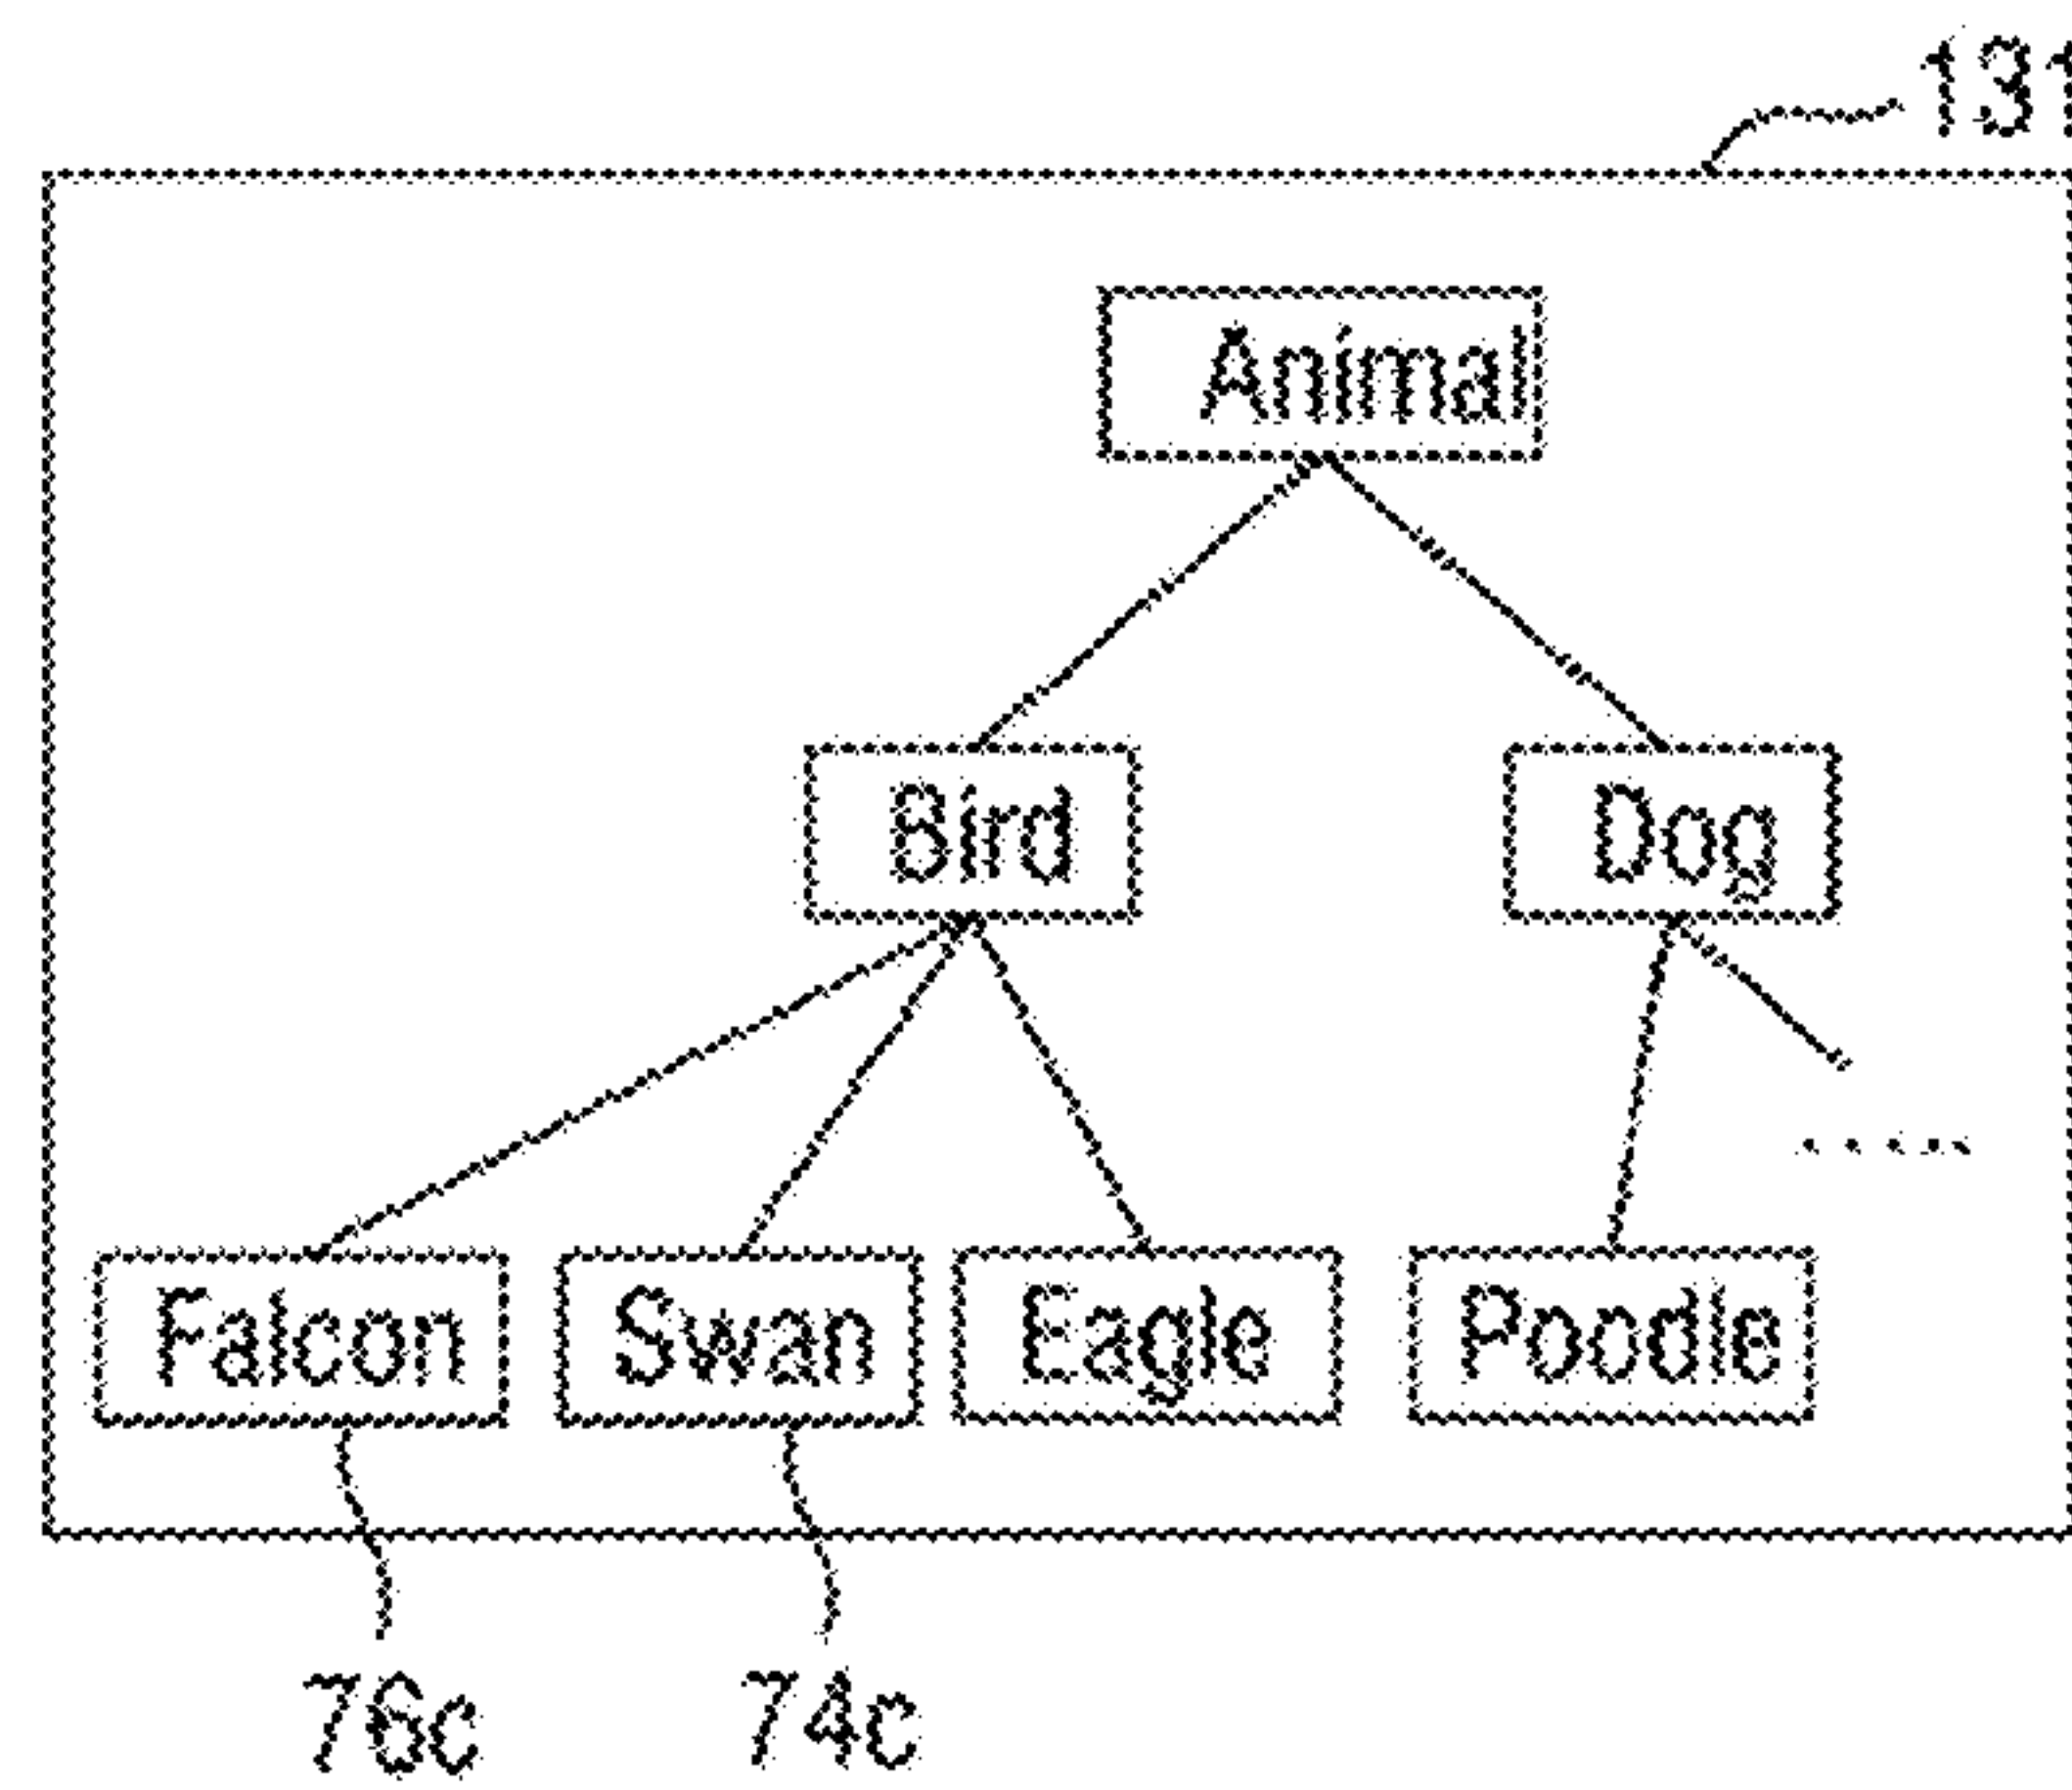 131
Animal
Bird Dog
.....
Falcon Swan Eagle Poodle
76c 74c